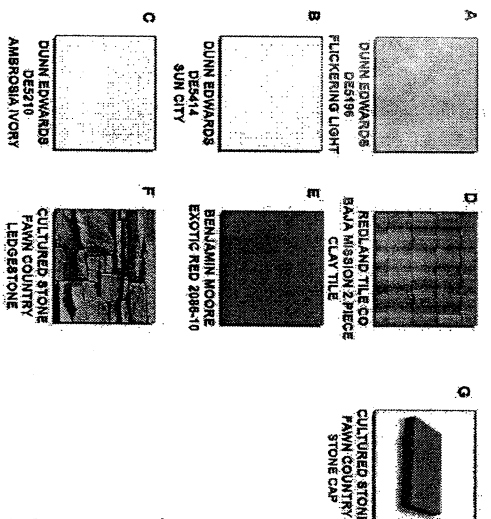 A
DUNN EDWARDS
DE5196
FLICKERING LIGHT
B
DUNN EDWARDS
DE5414
SUN CITY
C
DUNN EDWARDS
DE5210
AMBROSIA IVORY
D
REDLAND TILE CO
BAJA MISSION 2 PIECE
CLAY TILE
E
BENJAMIN MOORE
EXOTIC RED 2086-10
F
CULTURED STONE
FAWN COUNTRY
LEDGESTONE
G
CULTURED STONE
FAWN COUNTRY
STONE CAP